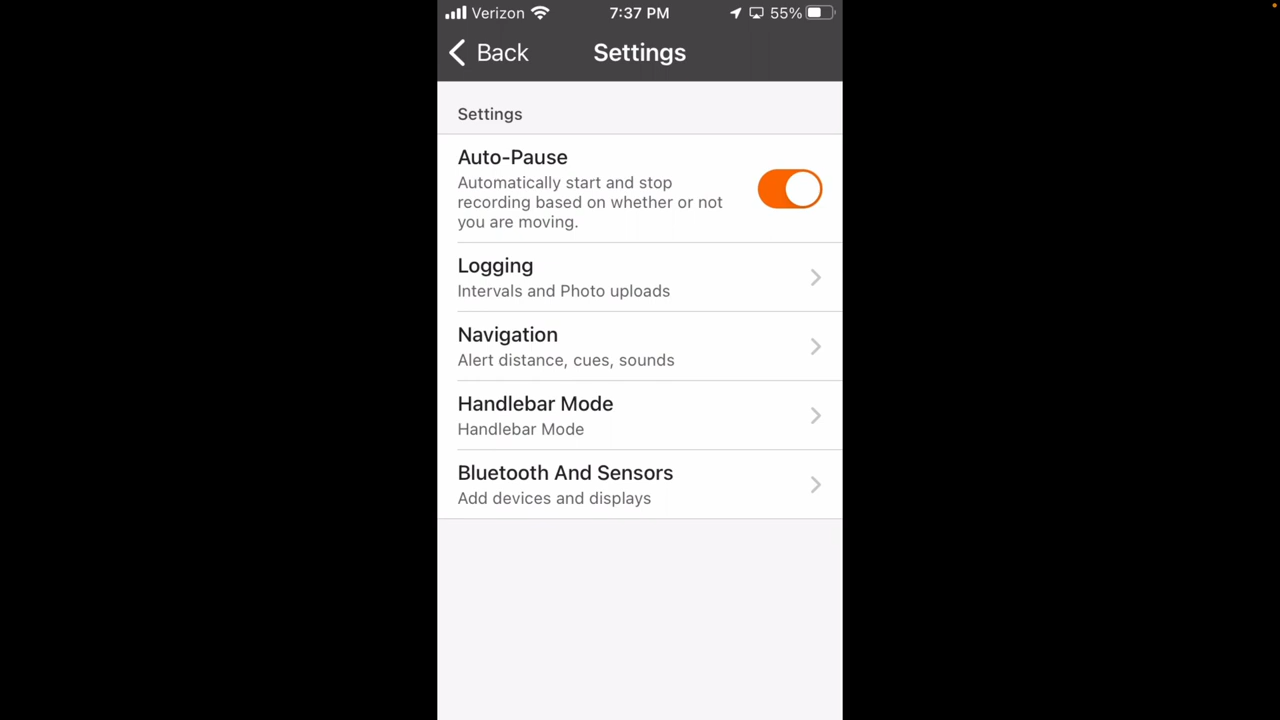 Verizon 7:37 PM 55%
Back Settings
Settings
Auto-Pause
Automatically start and stop
recording based on whether or not
you are moving.
Logging
Intervals and Photo uploads
Navigation
Alert distance, cues, sounds
Handlebar Mode
Handlebar Mode
Bluetooth And Sensors
Add devices and displays